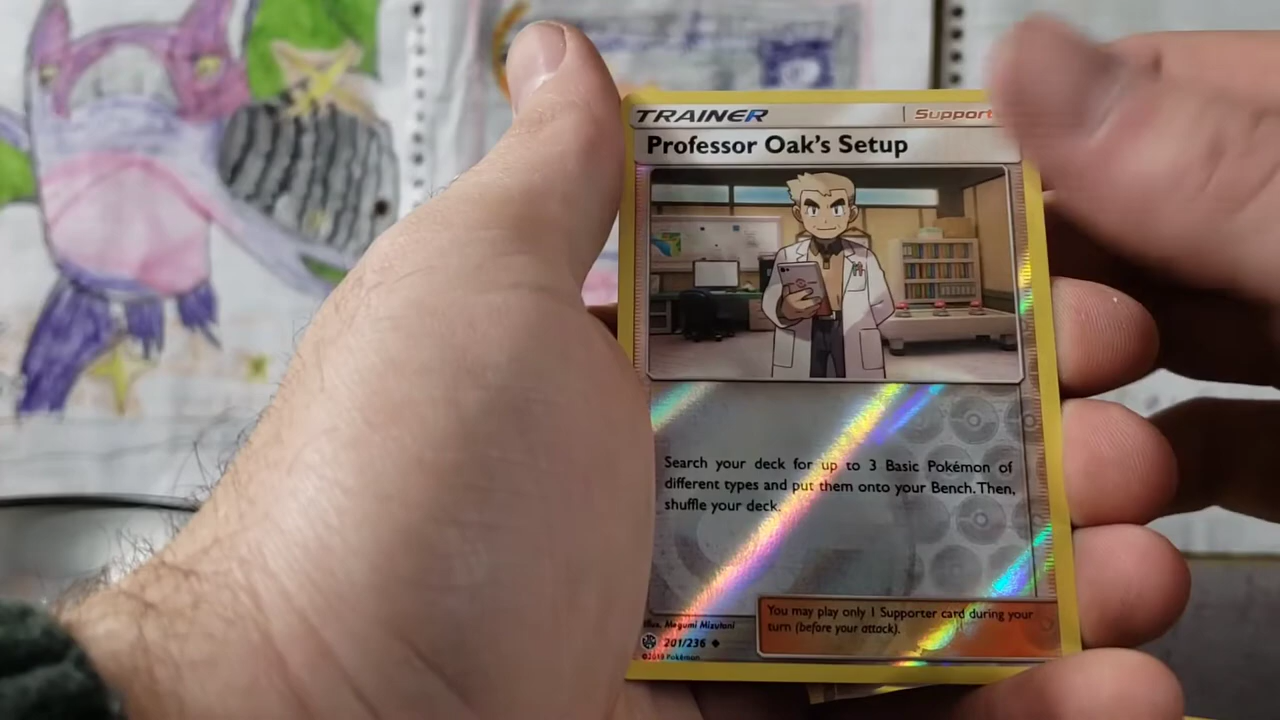 TRAINER
Support
Professor Oak's Setup
Search your deck for up to 3 Basic Pokémon of
different types and put them onto your Bench. Then,
shuffle your deck.
You may play only 1 Supporter card during your
turn (before your attack).
Illus. Megumi Mizutani
201/236
©2019 Pokémon